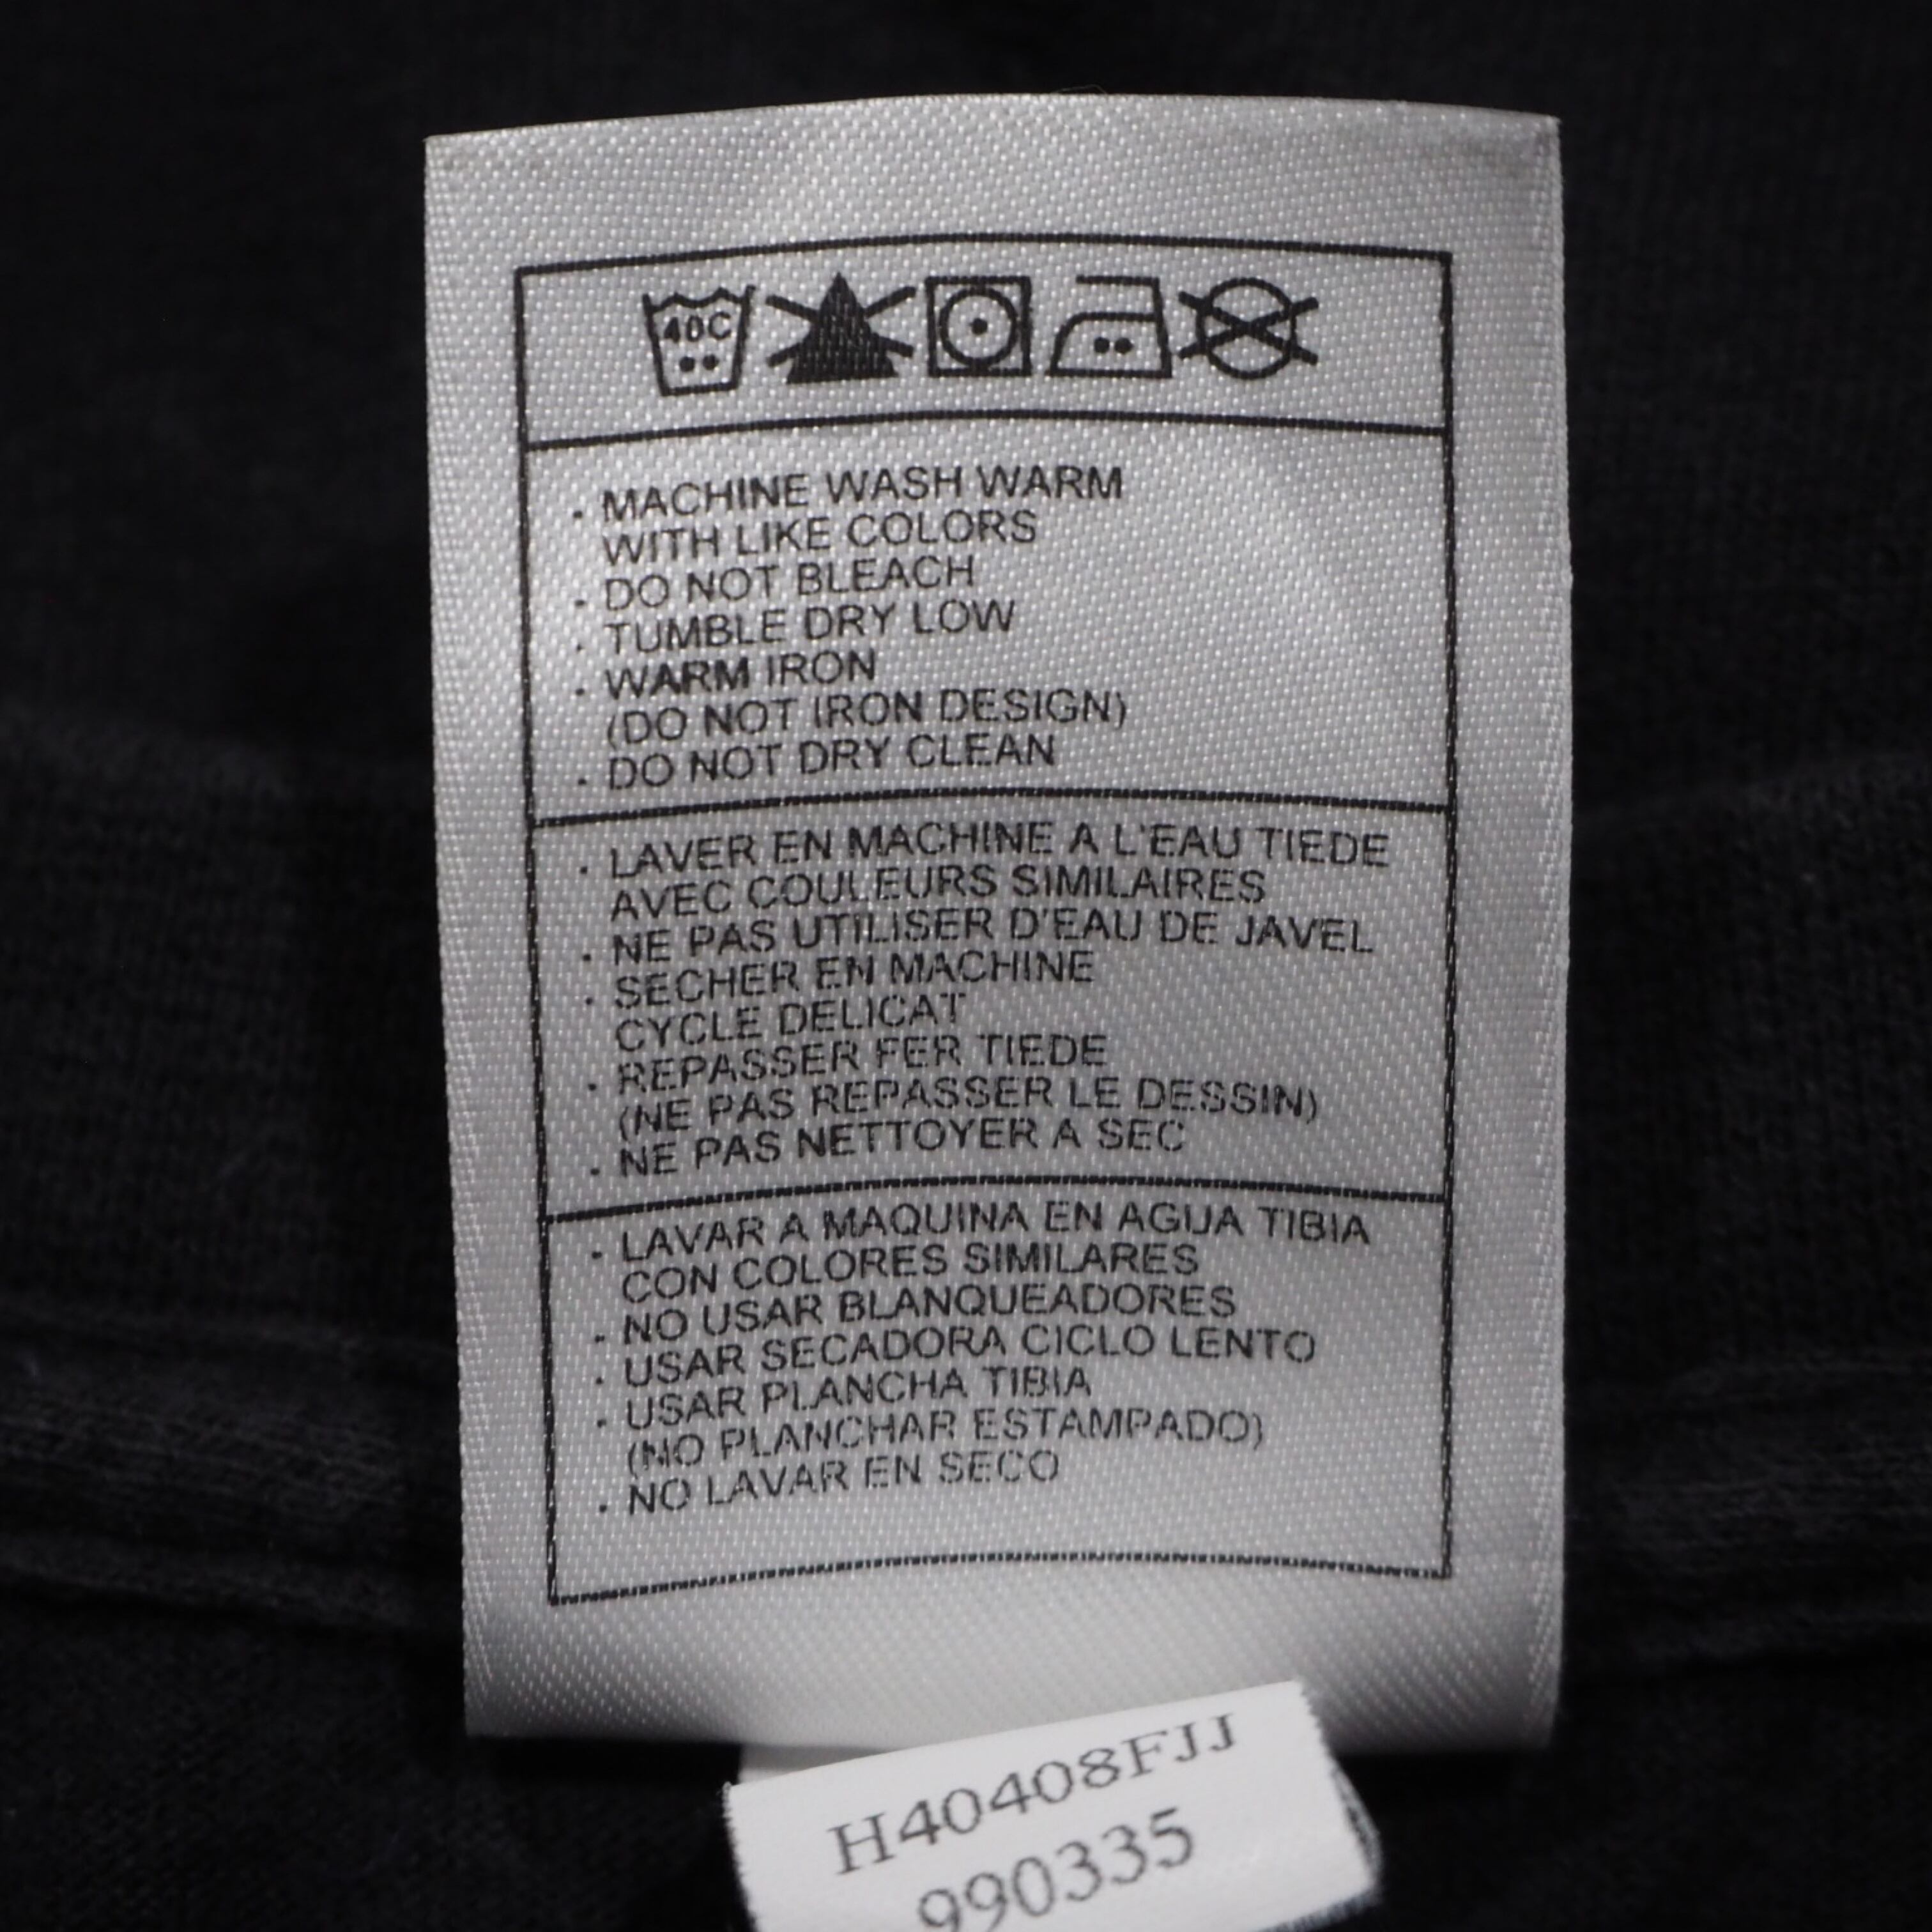 40C
. MACHINE WASH WARM
WITH LIKE COLORS
. DO NOT BLEACH
. TUMBLE DRY LOW
. WARM IRON
(DO NOT IRON DESIGN)
. DO NOT DRY CLEAN
. LAVER EN MACHINE A L'EAU TIEDE
AVEC COULEURS SIMILAIRES
. NE PAS UTILISER D'EAU DE JAVEL
. SECHER EN MACHINE
CYCLE DELICAT
. REPASSER FER TIEDE
(NE PAS REPASSER LE DESSIN)
. NE PAS NETTOYER A SEC
. LAVAR A MAQUINA EN AGUA TIBIA
CON COLORES SIMILARES
. NO USAR BLANQUEADORES
. USAR SECADORA CICLO LENTO
. USAR PLANCHA TIBIA
(NO PLANCHAR ESTAMPADO)
. NO LAVAR EN SECO
H40408FJJ
990335